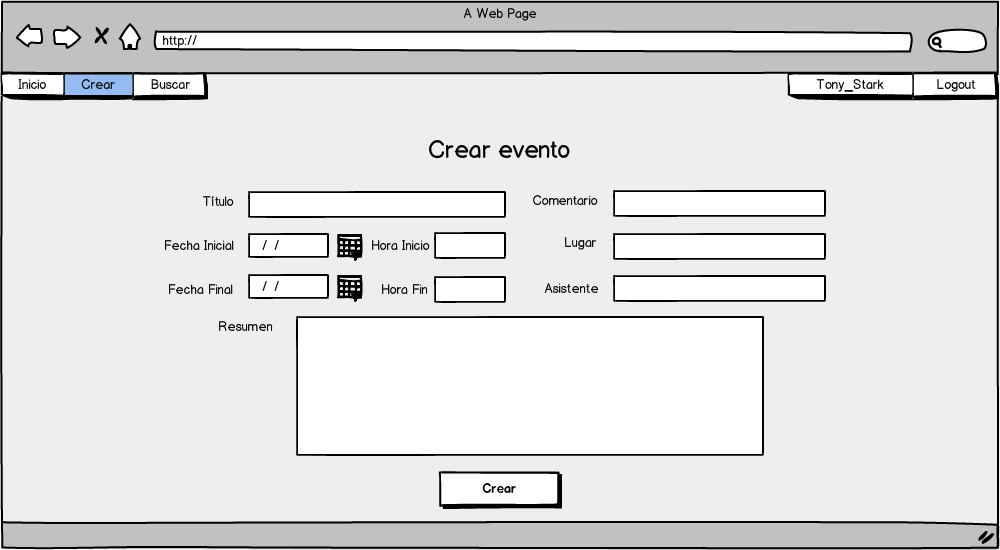 A Web Page
http://
Inicio Crear Buscar Tony_Stark Logout
Crear evento
Título Comentario
Fecha Inicial / / Hora Inicio Lugar
Fecha Final / / Hora Fin Asistente
Resumen
Crear